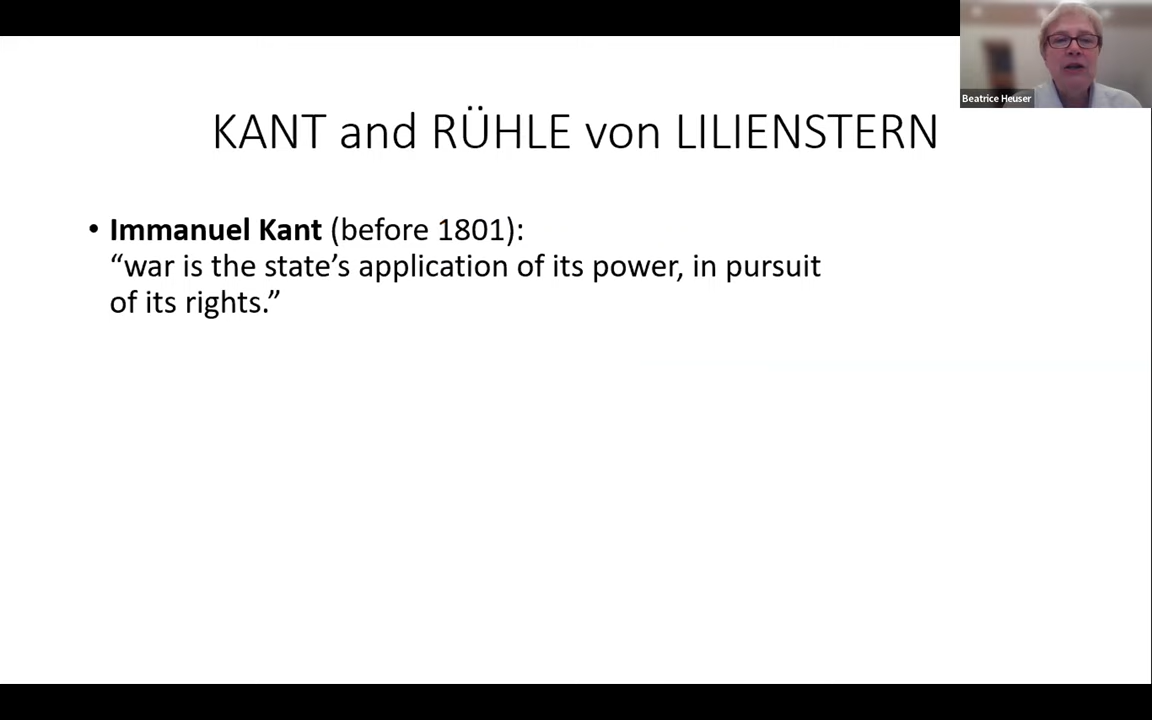 Beatrice Heuser
KANT and RÜHLE von LILIENSTERN
• Immanuel Kant (before 1801):
“war is the state’s application of its power, in pursuit
of its rights.”